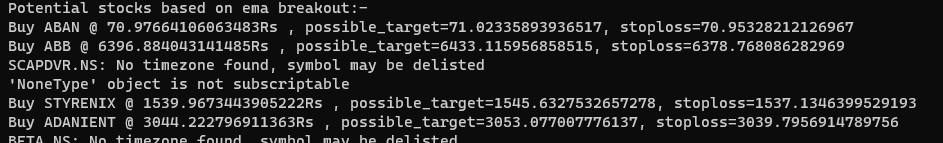 Potential stocks based on ema breakout:-
Buy ABAN @ 70.97664106063483Rs , possible_target=71.02335893936517, stoploss=70.95328212126967
Buy ABB @ 6396.884043141485Rs , possible_target=6433.115956858515, stoploss=6378.768086282969
SCAPDVR.NS: No timezone found, symbol may be delisted
'NoneType' object is not subscriptable
Buy STYRENIX @ 1539.9673443905222Rs , possible_target=1545.6327532657278, stoploss=1537.1346399529193
Buy ADANIENT @ 3044.222796911363Rs , possible_target=3053.077007776137, stoploss=3039.7956914789756
BETA.NS: No timezone found, symbol may be delisted